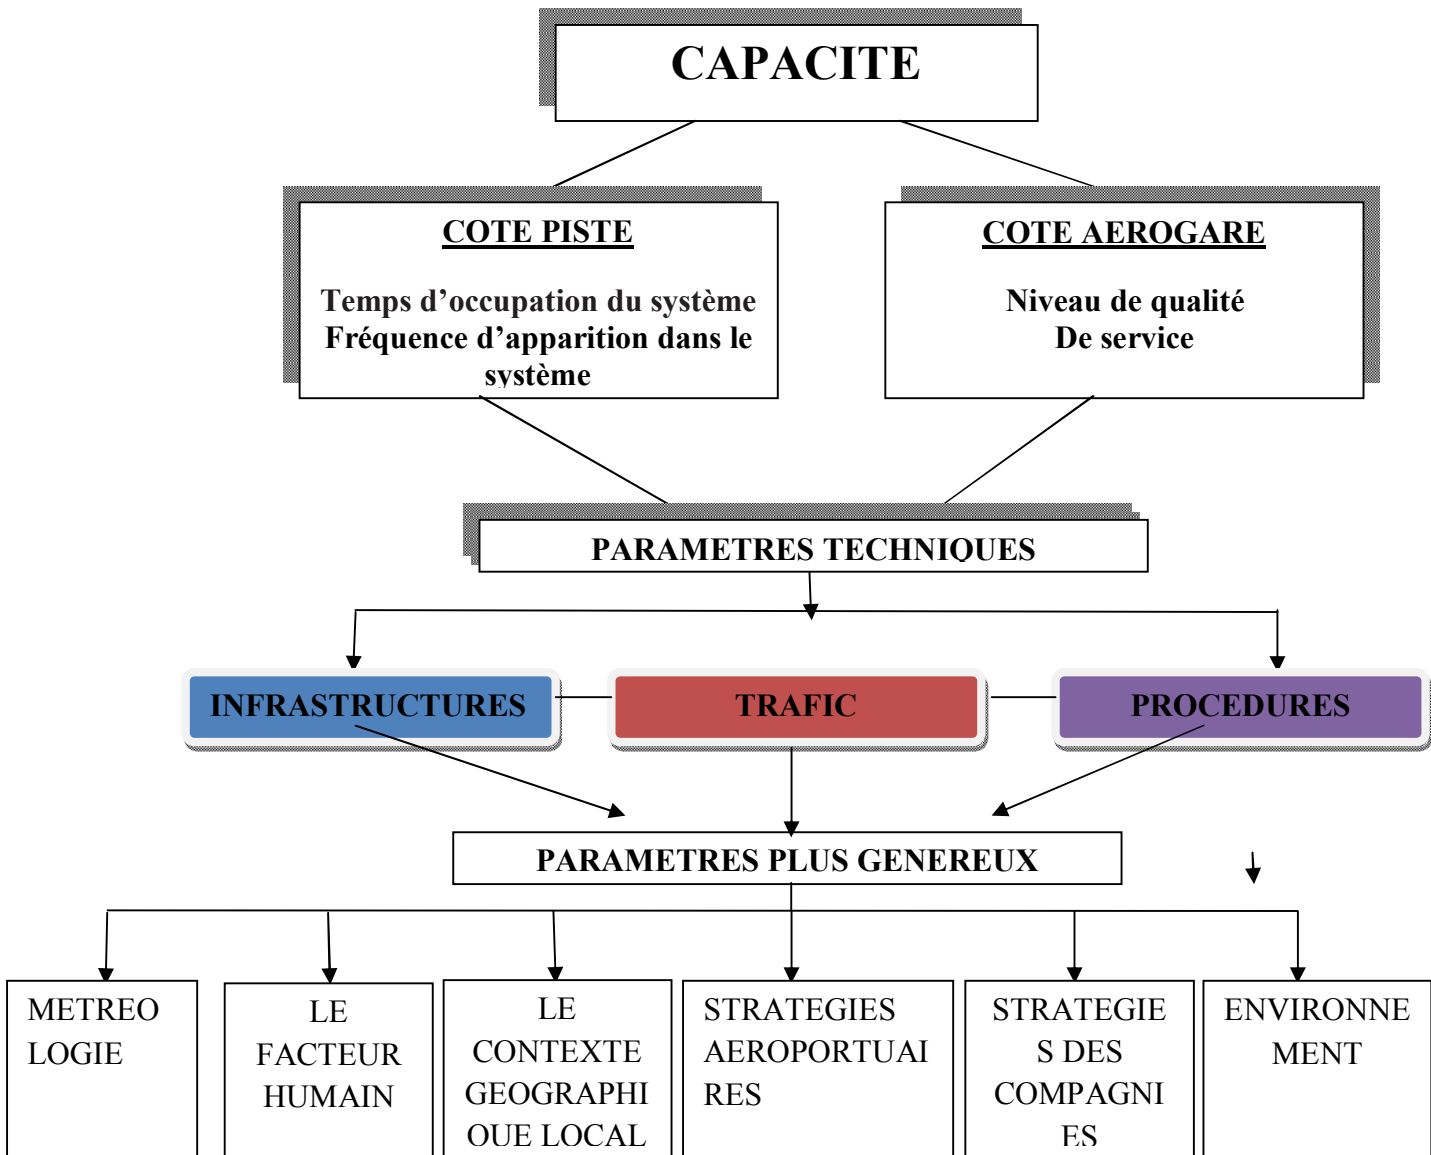 CAPACITE
COTE PISTE
Temps d’occupation du système
Fréquence d’apparition dans le
système
COTE AEROGARE
Niveau de qualité
De service
PARAMETRES TECHNIQUES
INFRASTRUCTURES
TRAFIC
PROCEDURES
PARAMETRES PLUS GENEREUX
METREO
LOGIE
LE
FACTEUR
HUMAIN
LE
CONTEXTE
GEOGRAPHI
QUE LOCAL
STRATEGIES
AEROPORTUAI
RES
STRATEGIE
S DES
COMPAGNI
ES
ENVIRONNE
MENT